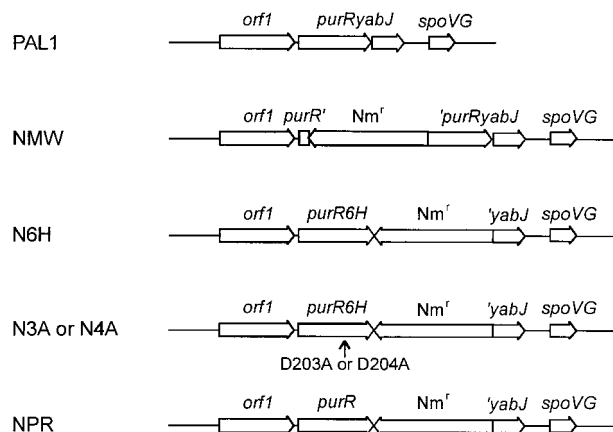 PAL1 orf1 purRyabJ spoVG
NMW orf1 purR' Nmʳ 'purRyabJ spoVG
N6H orf1 purR6H Nmʳ 'yabJ spoVG
N3A or N4A orf1 purR6H Nmʳ 'yabJ spoVG
D203A or D204A
NPR orf1 purR Nmʳ 'yabJ spoVG